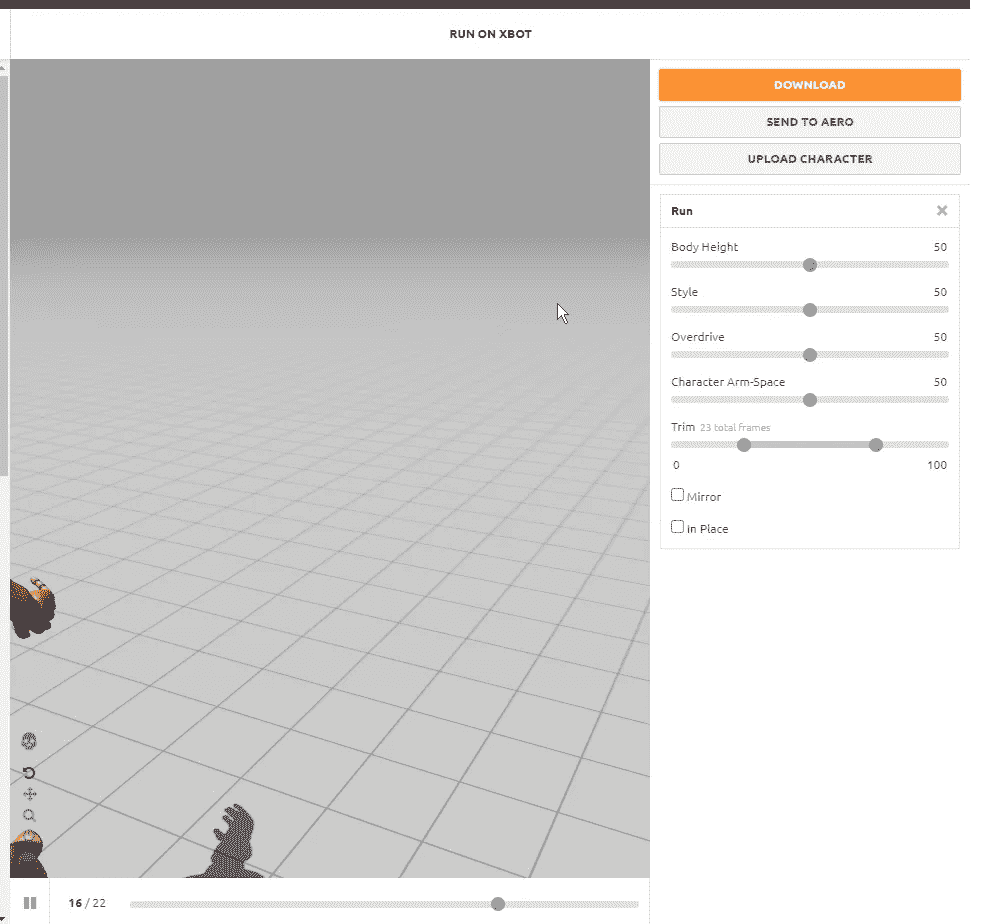 RUN ON XBOT
DOWNLOAD
SEND TO AERO
UPLOAD CHARACTER
Run
Body Height 50
Style 50
Overdrive 50
Character Arm-Space 50
Trim 23 total frames
0 100
Mirror
In Place
16 / 22